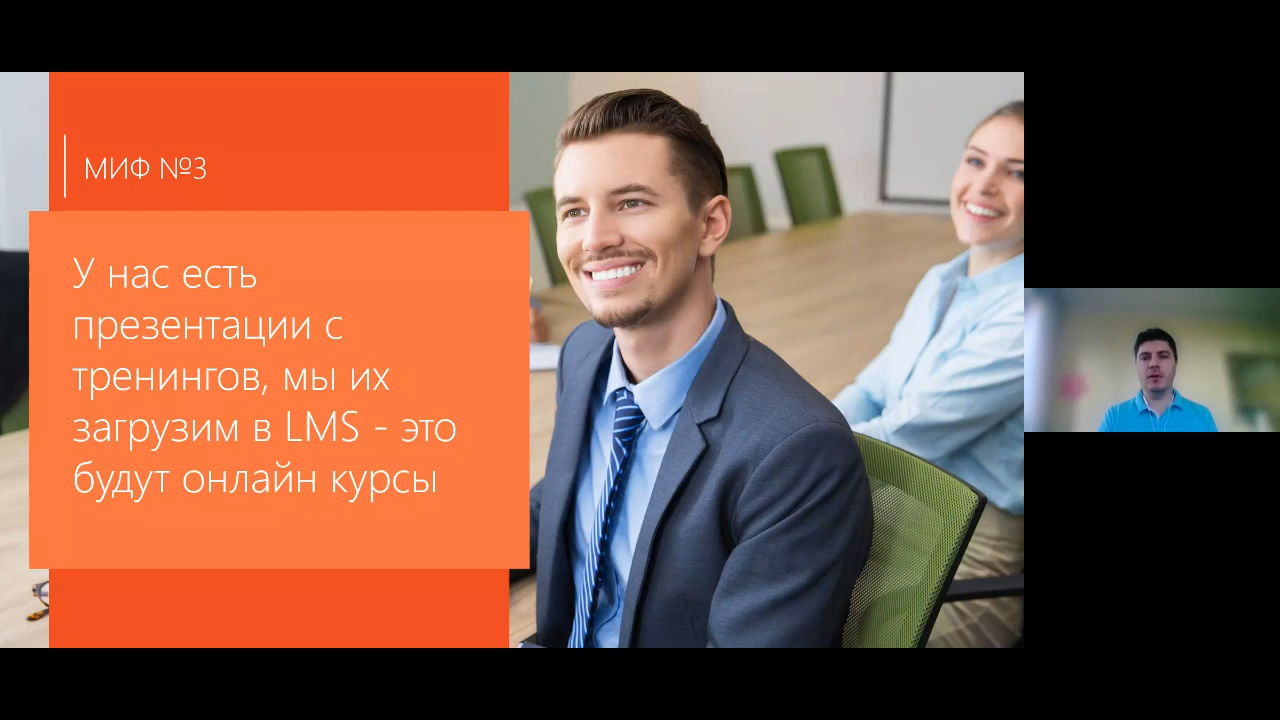 МИФ №3
У нас есть
презентации с
тренингов, мы их
загрузим в LMS - это
будут онлайн курсы